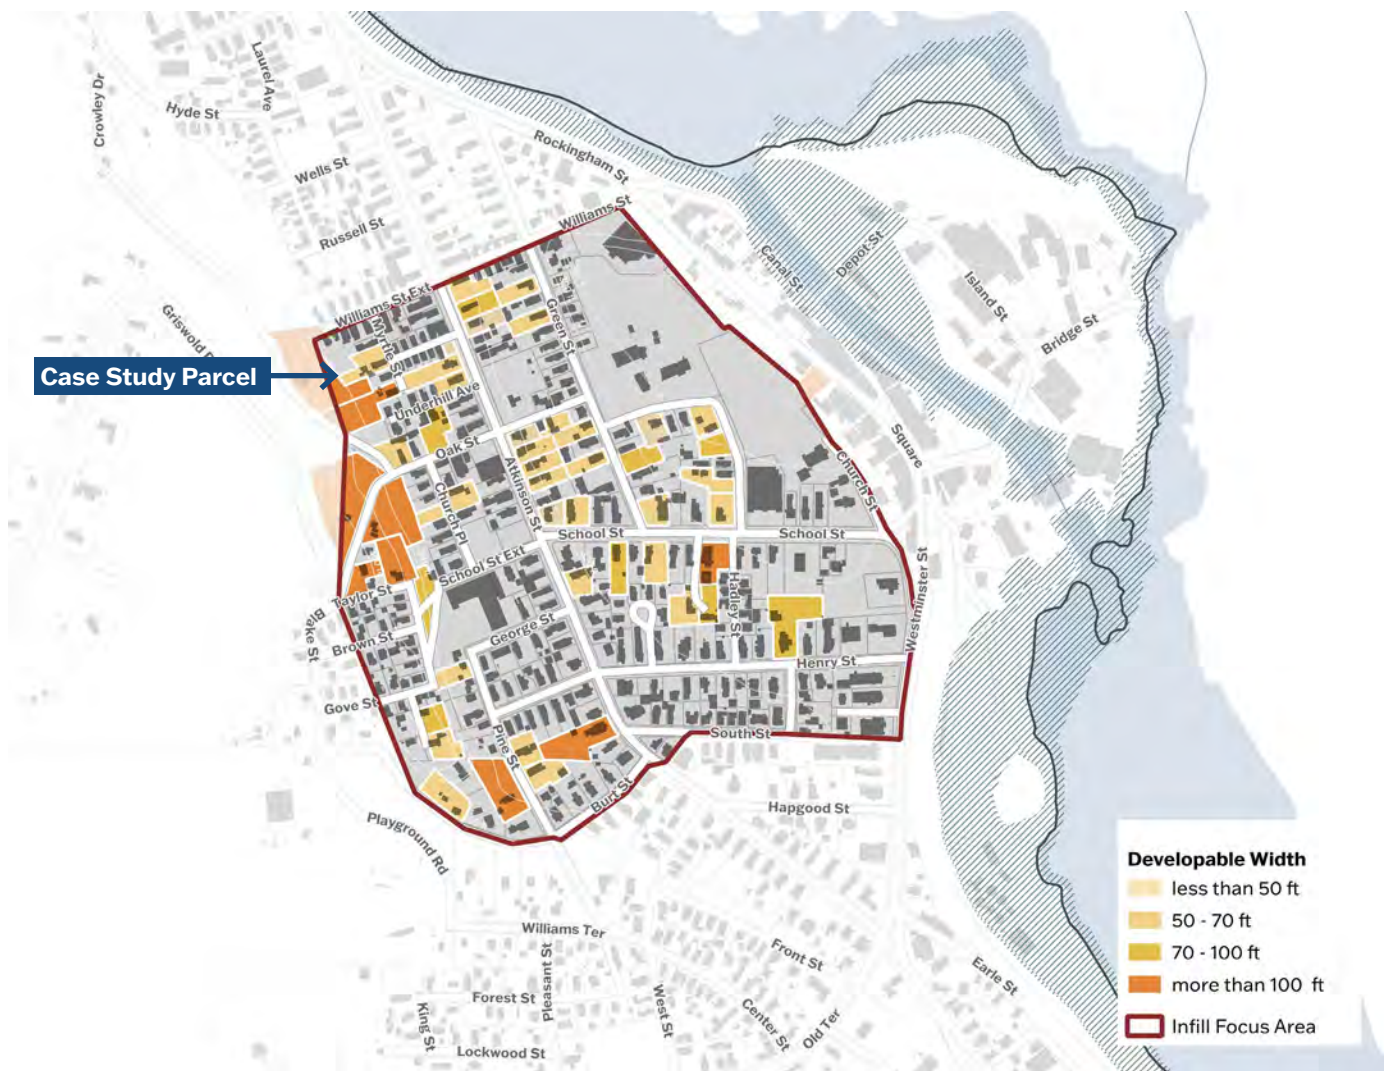 Crowley Dr
Laurel Ave
Hyde St
Wells St
Russell St
Rockingham St
Williams St
Canal St
Depot St
Island St
Bridge St
Griswold
Williams St Ext
Myrtle St
Green St
Case Study Parcel
Underhill Ave
Oak St
Atkinson St
Church Pl
Square
Church St
School St
School St
School St Ext
Taylor St
Blake St
Brown St
George St
Hadley St
Westminster St
Henry St
Gove St
Pine St
South St
Burt St
Hapgood St
Playground Rd
Williams Ter
Pleasant St
Front St
Earle St
Forest St
King St
West St
Center St
Old Ter
Lockwood St
Developable Width
less than 50 ft
50 - 70 ft
70 - 100 ft
more than 100 ft
Infill Focus Area